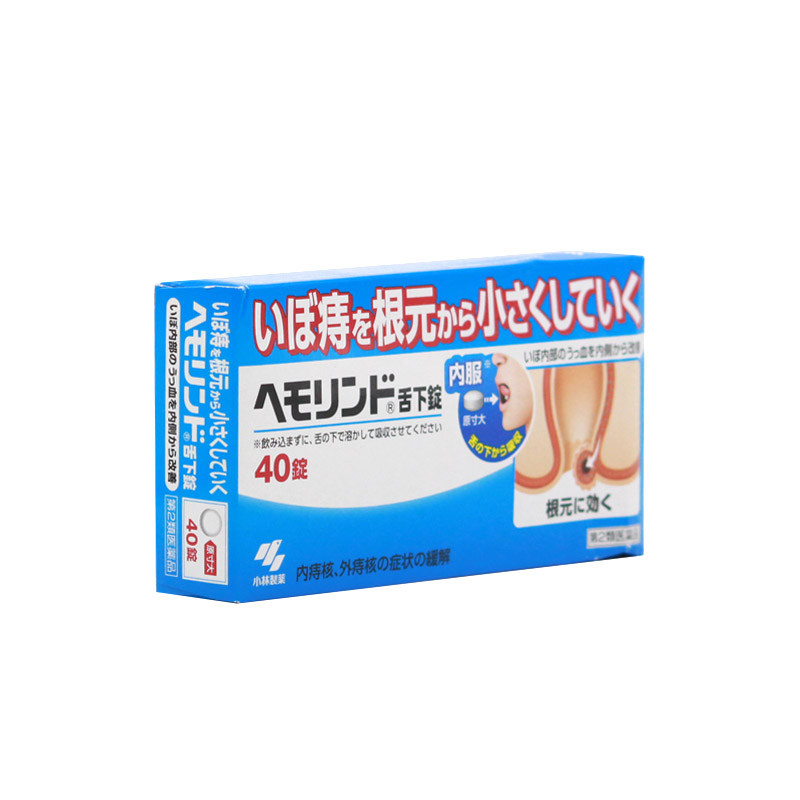 いぼ痔を根元から小さくしていく
いぼ内部のうっ血を内側から改善
ヘモリンド®舌下錠
※飲み込まずに、舌の下で溶かして吸収させてください
40錠
内服※
原寸大
舌の下から吸収
根元に効く
第2類医薬品
小林製薬
内痔核、外痔核の症状の緩解
いぼ痔を根元から小さくしていく
ヘモリンド®舌下錠
いぼ内部のうっ血を内側から改善
第2類医薬品
原寸大
40錠